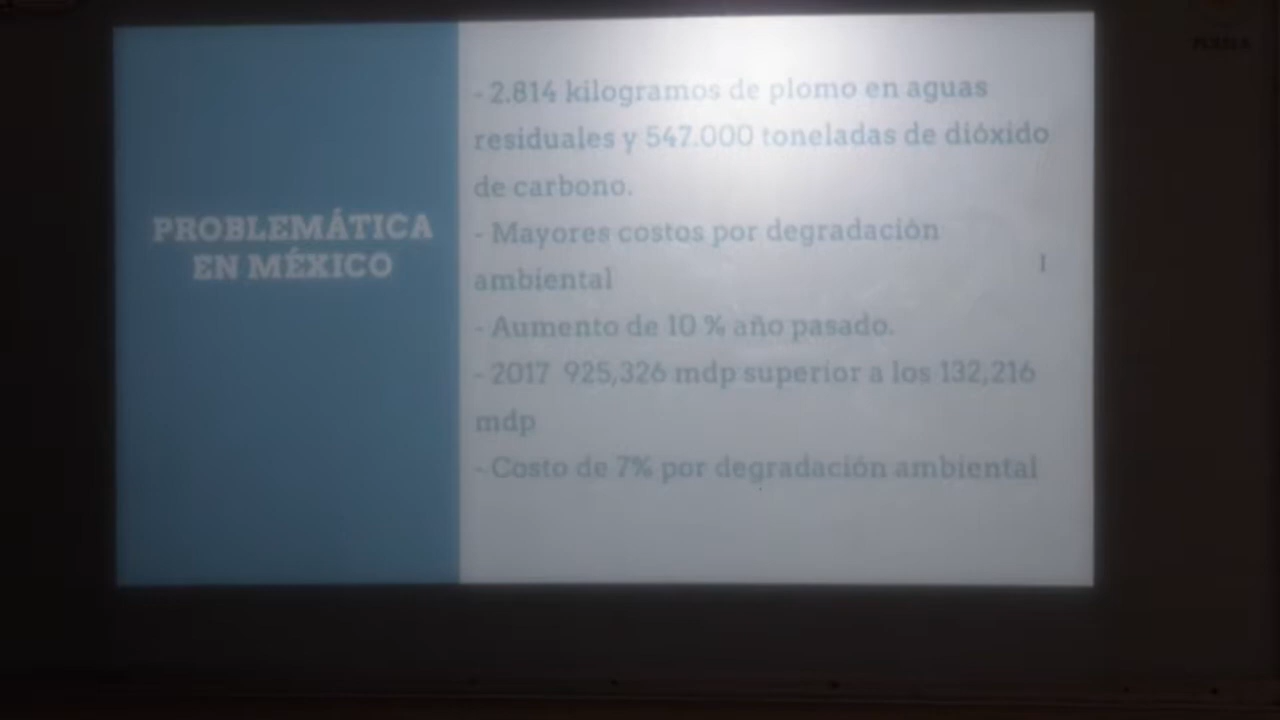 PROBLEMÁTICA
EN MÉXICO
- 2.814 kilogramos de plomo en aguas
residuales y 547.000 toneladas de dióxido
de carbono.
- Mayores costos por degradación
ambiental
- Aumento de 10 % año pasado.
- 2017 925,326 mdp superior a los 132,216
mdp
- Costo de 7% por degradación ambiental